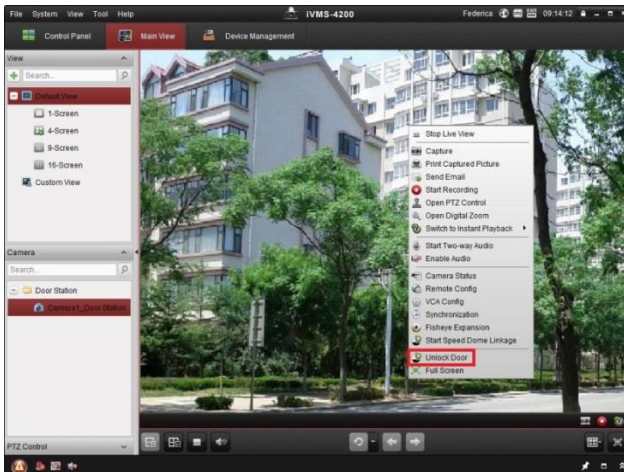 File System View Tool Help
iVMS-4200
Federica 09:14:12
Control Panel
Main View
Device Management
View
Search...
Default View
1-Screen
4-Screen
9-Screen
16-Screen
Custom View
Camera
Search...
Door Station
Camera1_Door Station
PTZ Control
Stop Live View
Capture
Print Captured Picture
Send Email
Start Recording
Open PTZ Control
Open Digital Zoom
Switch to Instant Playback
Start Two-way Audio
Enable Audio
Camera Status
Remote Config
VCA Config
Synchronization
Fisheye Expansion
Start Speed Dome Linkage
Unlock Door
Full Screen